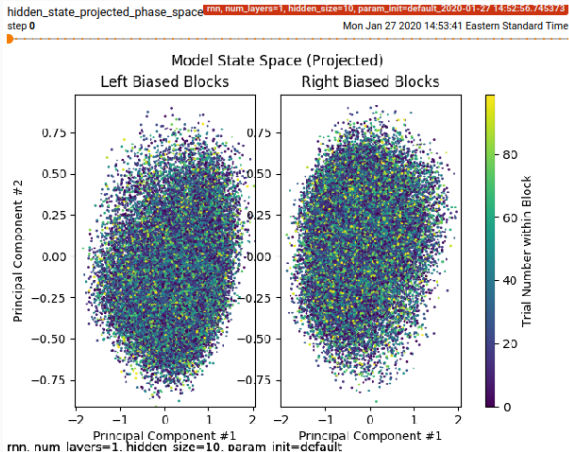 hidden_state_projected_phase_space
rnn, num_layers=1, hidden_size=10, param_init=default_2020-01-27 14:52:56.745373
step 0
Mon Jan 27 2020 14:53:41 Eastern Standard Time
Model State Space (Projected)
Left Biased Blocks
Right Biased Blocks
0.75
0.50
0.25
0.00
−0.25
−0.50
−0.75
Principal Component #2
−2 −1 0 1 2
Principal Component #1
0.75
0.50
0.25
0.00
−0.25
−0.50
−0.75
−2 −1 0 1 2
Principal Component #1
80
60
40
20
0
Trial Number within Block
rnn, num_layers=1, hidden_size=10, param_init=default